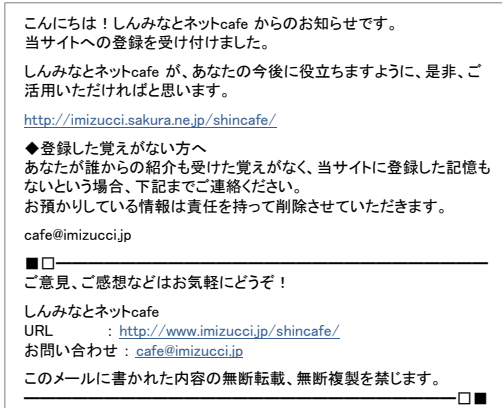 こんにちは！しんみなとネットcafe からのお知らせです。
当サイトへの登録を受け付けました。
しんみなとネットcafe が、あなたの今後に役立ちますように、是非、ご
活用いただければと思います。
http://imizucci.sakura.ne.jp/shincafe/
◆登録した覚えがない方へ
あなたが誰からの紹介も受けた覚えがなく、当サイトに登録した記憶も
ないという場合、下記までご連絡ください。
お預かりしている情報は責任を持って削除させていただきます。
cafe@imizucci.jp
■□━━━━━━━━━━━━━━━━━━━━━━━━
ご意見、ご感想などはお気軽にどうぞ！
しんみなとネットcafe
URL : http://www.imizucci.jp/shincafe/
お問い合わせ : cafe@imizucci.jp
このメールに書かれた内容の無断転載、無断複製を禁じます。
━━━━━━━━━━━━━━━━━━━━━━━━□■